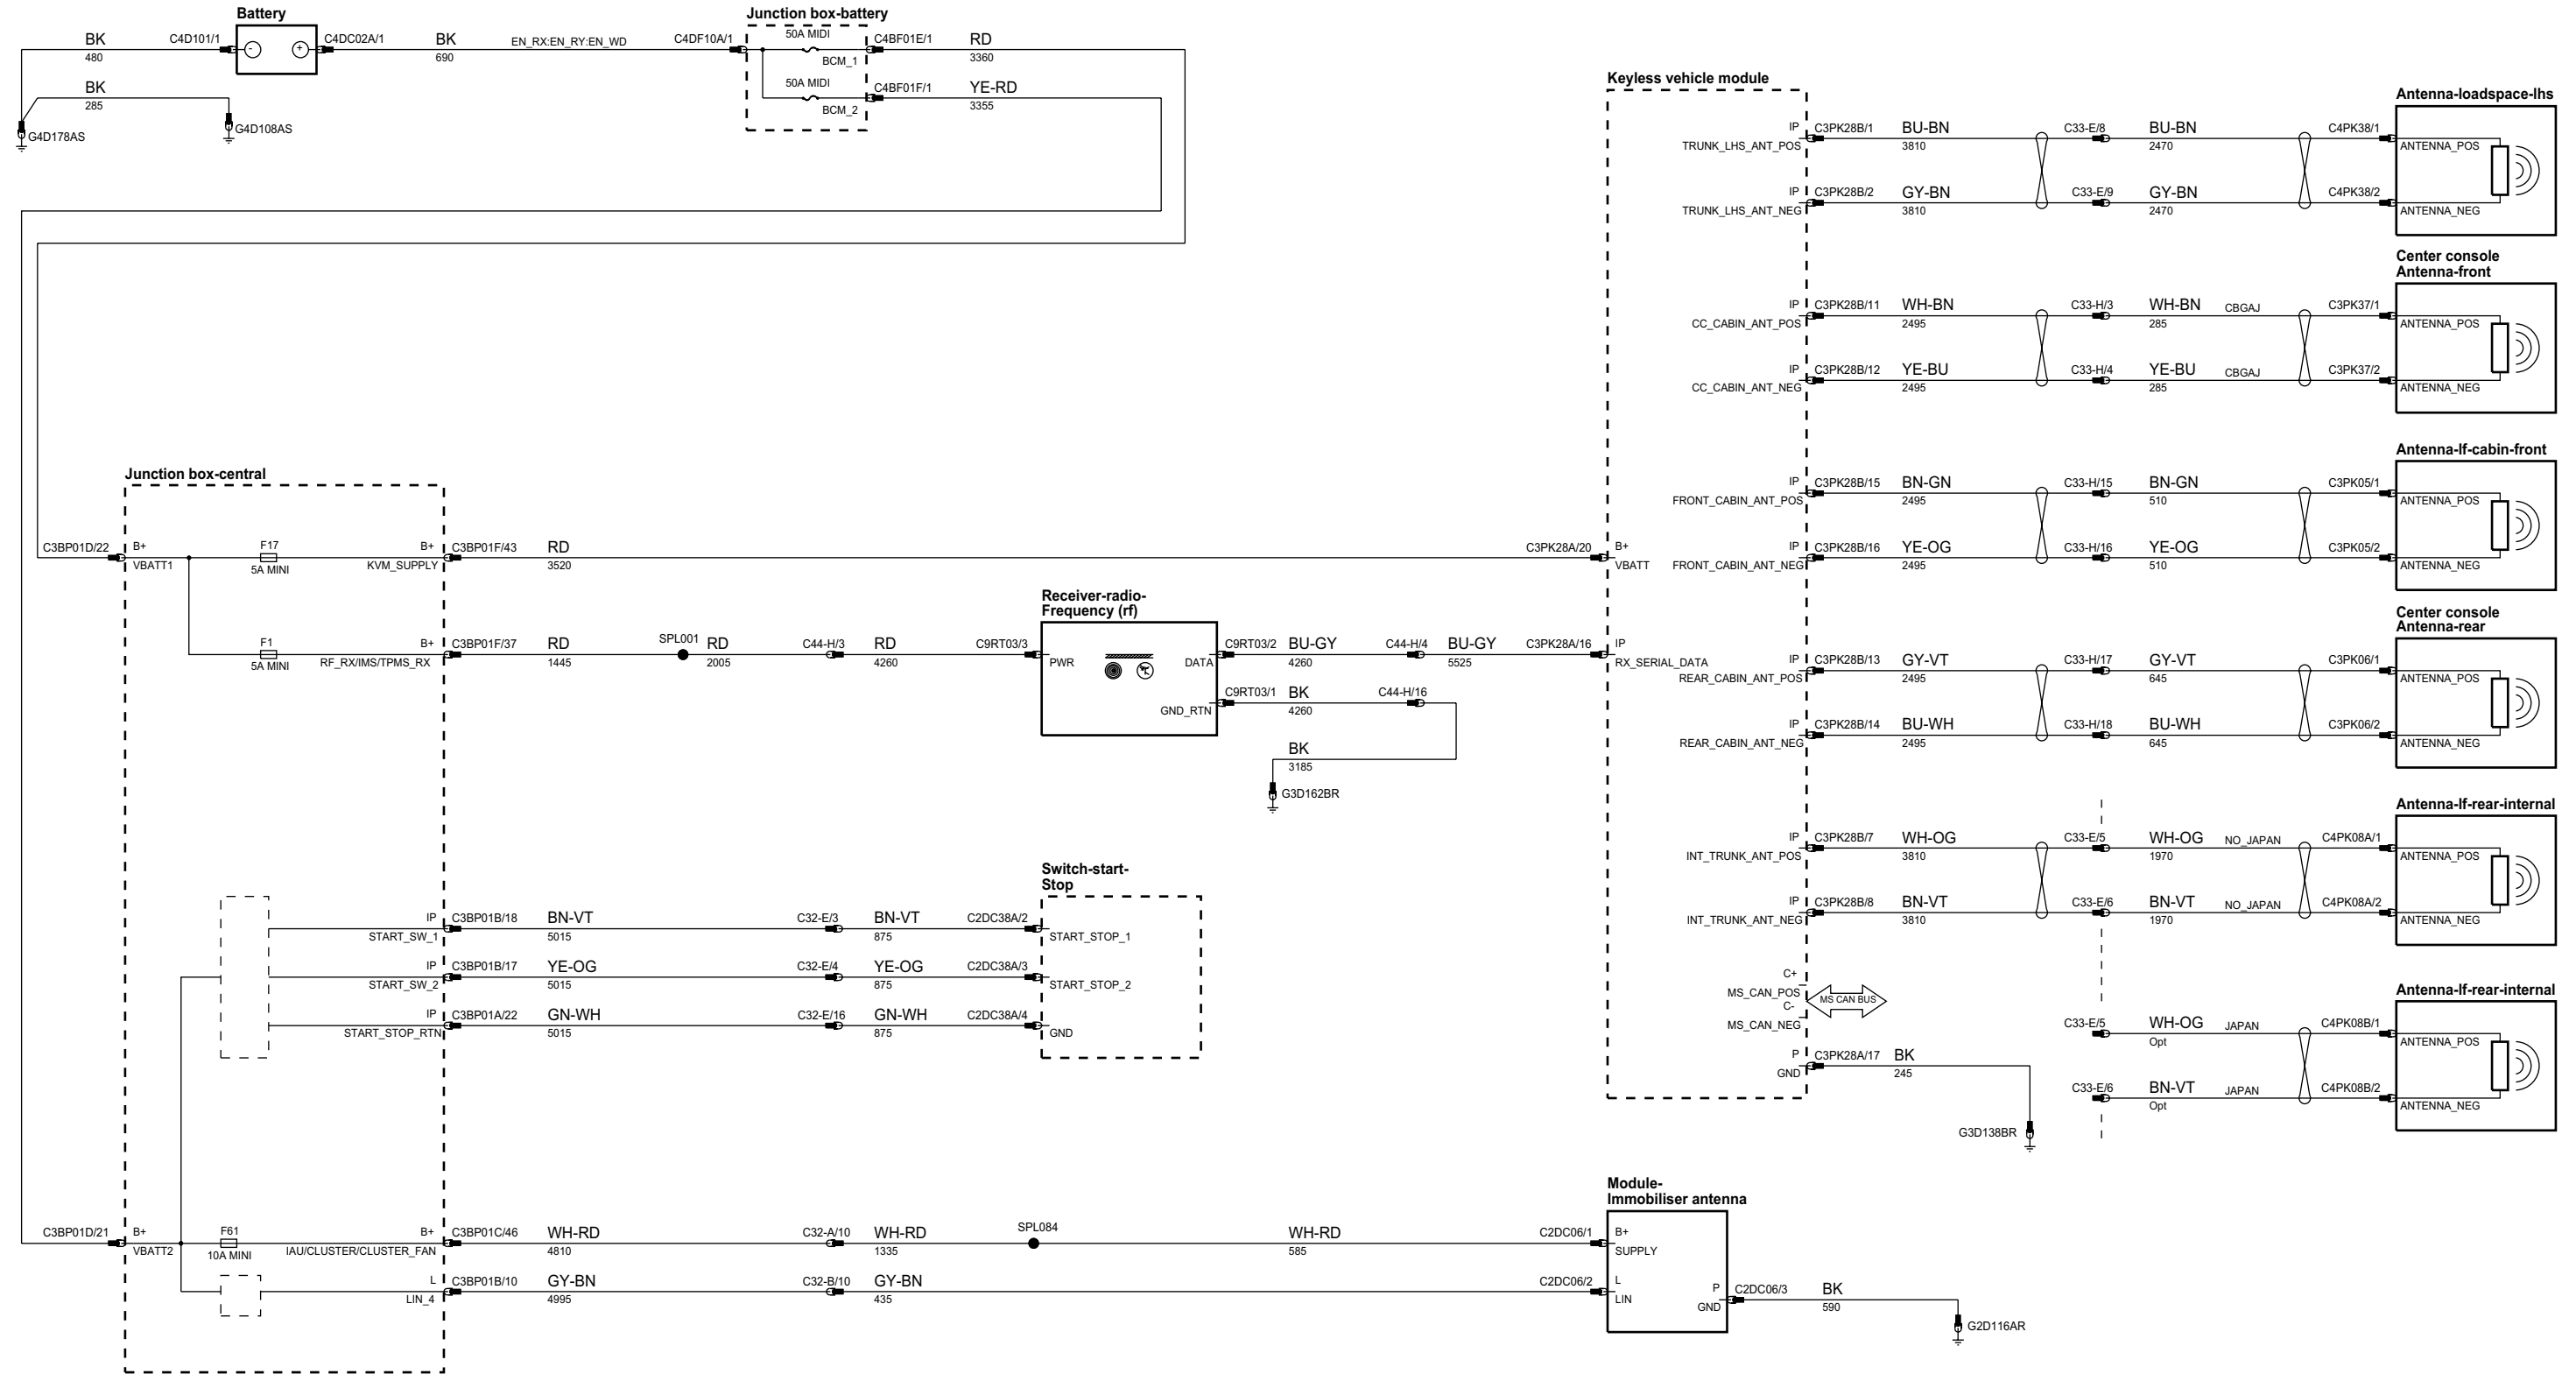 Battery
Junction box-battery
BK
480
C4D101/1
-
+
C4DC02A/1
BK
690
EN_RX:EN_RY:EN_WD
C4DF10A/1
50A MIDI
BCM_1
C4BF01E/1
RD
3360
BK
285
G4D178AS
G4D108AS
50A MIDI
BCM_2
C4BF01F/1
YE-RD
3355
Junction box-central
C3BP01D/22
B+
VBATT1
F17
5A MINI
B+
KVM_SUPPLY
C3BP01F/43
RD
3520
C3PK28A/20
B+
VBATT
F1
5A MINI
B+
RF_RX/IMS/TPMS_RX
C3BP01F/37
RD
1445
SPL001
RD
2005
C44-H/3
RD
4260
C9RT03/3
Receiver-radio-
Frequency (rf)
PWR
DATA
GND_RTN
C9RT03/2
BU-GY
4260
C44-H/4
BU-GY
5525
C3PK28A/16
IP
RX_SERIAL_DATA
C9RT03/1
BK
4260
C44-H/16
BK
3185
G3D162BR
Switch-start-
Stop
IP
START_SW_1
C3BP01B/18
BN-VT
5015
C32-E/3
BN-VT
875
C2DC38A/2
START_STOP_1
IP
START_SW_2
C3BP01B/17
YE-OG
5015
C32-E/4
YE-OG
875
C2DC38A/3
START_STOP_2
IP
START_STOP_RTN
C3BP01A/22
GN-WH
5015
C32-E/16
GN-WH
875
C2DC38A/4
GND
C3BP01D/21
B+
VBATT2
F61
10A MINI
B+
IAU/CLUSTER/CLUSTER_FAN
C3BP01C/46
WH-RD
4810
C32-A/10
WH-RD
1335
SPL084
WH-RD
585
C2DC06/1
B+
SUPPLY
L
LIN_4
C3BP01B/10
GY-BN
4995
C32-B/10
GY-BN
435
C2DC06/2
L
LIN
Module-
Immobiliser antenna
P
GND
C2DC06/3
BK
590
G2D116AR
Keyless vehicle module
IP
TRUNK_LHS_ANT_POS
C3PK28B/1
BU-BN
3810
C33-E/8
BU-BN
2470
C4PK38/1
Antenna-loadspace-lhs
ANTENNA_POS
IP
TRUNK_LHS_ANT_NEG
C3PK28B/2
GY-BN
3810
C33-E/9
GY-BN
2470
C4PK38/2
ANTENNA_NEG
Center console
Antenna-front
IP
CC_CABIN_ANT_POS
C3PK28B/11
WH-BN
2495
C33-H/3
WH-BN
285
CBGAJ
C3PK37/1
ANTENNA_POS
IP
CC_CABIN_ANT_NEG
C3PK28B/12
YE-BU
2495
C33-H/4
YE-BU
285
CBGAJ
C3PK37/2
ANTENNA_NEG
Antenna-lf-cabin-front
IP
FRONT_CABIN_ANT_POS
C3PK28B/15
BN-GN
2495
C33-H/15
BN-GN
510
C3PK05/1
ANTENNA_POS
IP
FRONT_CABIN_ANT_NEG
C3PK28B/16
YE-OG
2495
C33-H/16
YE-OG
510
C3PK05/2
ANTENNA_NEG
Center console
Antenna-rear
IP
REAR_CABIN_ANT_POS
C3PK28B/13
GY-VT
2495
C33-H/17
GY-VT
645
C3PK06/1
ANTENNA_POS
IP
REAR_CABIN_ANT_NEG
C3PK28B/14
BU-WH
2495
C33-H/18
BU-WH
645
C3PK06/2
ANTENNA_NEG
Antenna-lf-rear-internal
IP
INT_TRUNK_ANT_POS
C3PK28B/7
WH-OG
3810
C33-E/5
WH-OG
1970
NO_JAPAN
C4PK08A/1
ANTENNA_POS
IP
INT_TRUNK_ANT_NEG
C3PK28B/8
BN-VT
3810
C33-E/6
BN-VT
1970
NO_JAPAN
C4PK08A/2
ANTENNA_NEG
C+
MS_CAN_POS
C-
MS_CAN_NEG
MS CAN BUS
Antenna-lf-rear-internal
C33-E/5
WH-OG
Opt
JAPAN
C4PK08B/1
ANTENNA_POS
C33-E/6
BN-VT
Opt
JAPAN
C4PK08B/2
ANTENNA_NEG
P
GND
C3PK28A/17
BK
245
G3D138BR